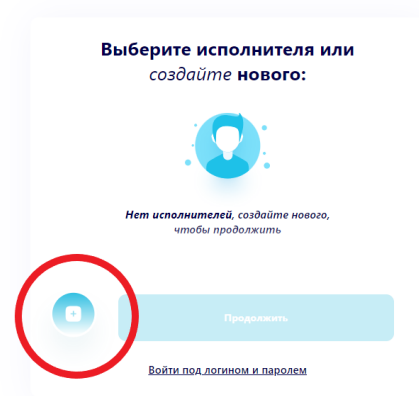 Выберите исполнителя или
создайте нового:
Нет исполнителей, создайте нового,
чтобы продолжить
Продолжить
Войти под логином и паролем